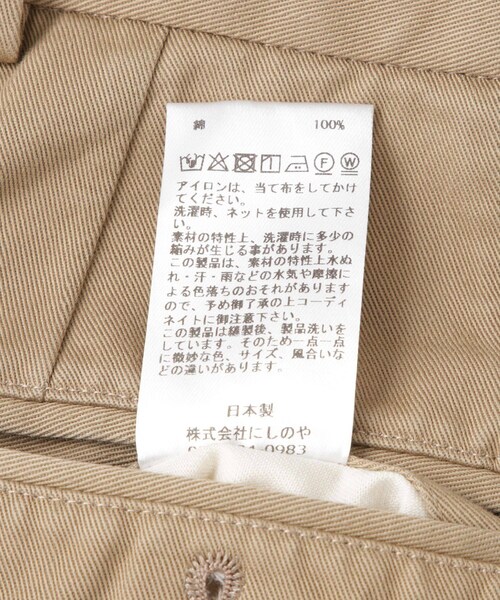 綿 100%
アイロンは、当て布をしてかけ
てください。
洗濯時、ネットを使用して下さ
い。
素材の特性上、洗濯時に多少の
縮みが生じる事があります。
この製品は、素材の特性上水ぬ
れ・汗・雨などの水気や摩擦に
よる色落ちのおそれがあります
ので、予め御了承の上コーディ
ネイトに御注意下さい。
この製品は縫製後、製品洗いを
しています。そのため一点一点
に微妙な色、サイズ、風合いな
どの違いがあります。
日本製
株式会社にしのや
0983